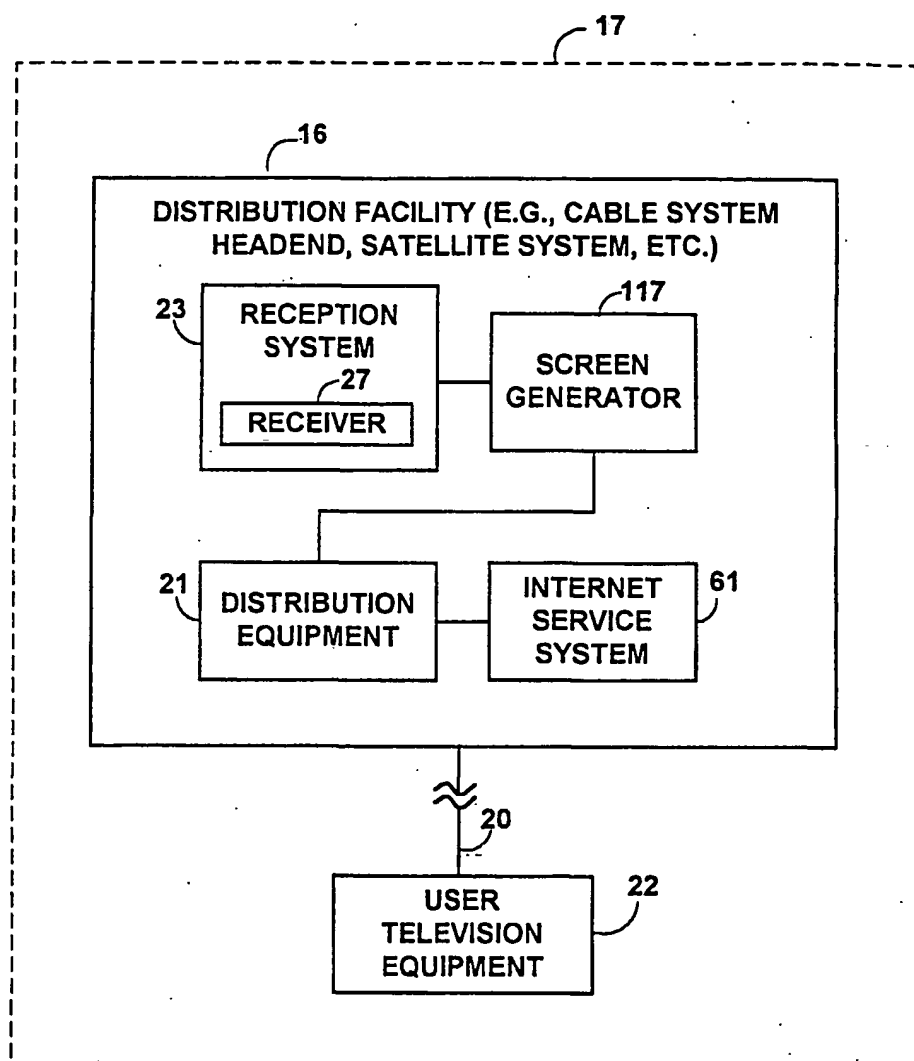 17
16
DISTRIBUTION FACILITY (E.G., CABLE SYSTEM
HEADEND, SATELLITE SYSTEM, ETC.)
23
RECEPTION
SYSTEM
27
RECEIVER
117
SCREEN
GENERATOR
21
DISTRIBUTION
EQUIPMENT
INTERNET
SERVICE
SYSTEM
61
20
USER
TELEVISION
EQUIPMENT
22